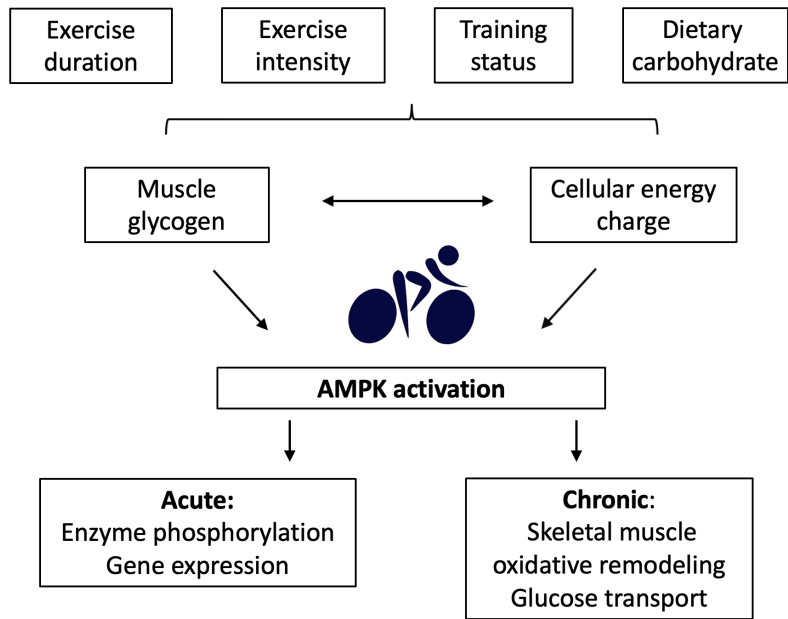 Exercise
duration
Exercise
intensity
Training
status
Dietary
carbohydrate
Muscle
glycogen
Cellular energy
charge
AMPK activation
Acute:
Enzyme phosphorylation
Gene expression
Chronic:
Skeletal muscle
oxidative remodeling
Glucose transport